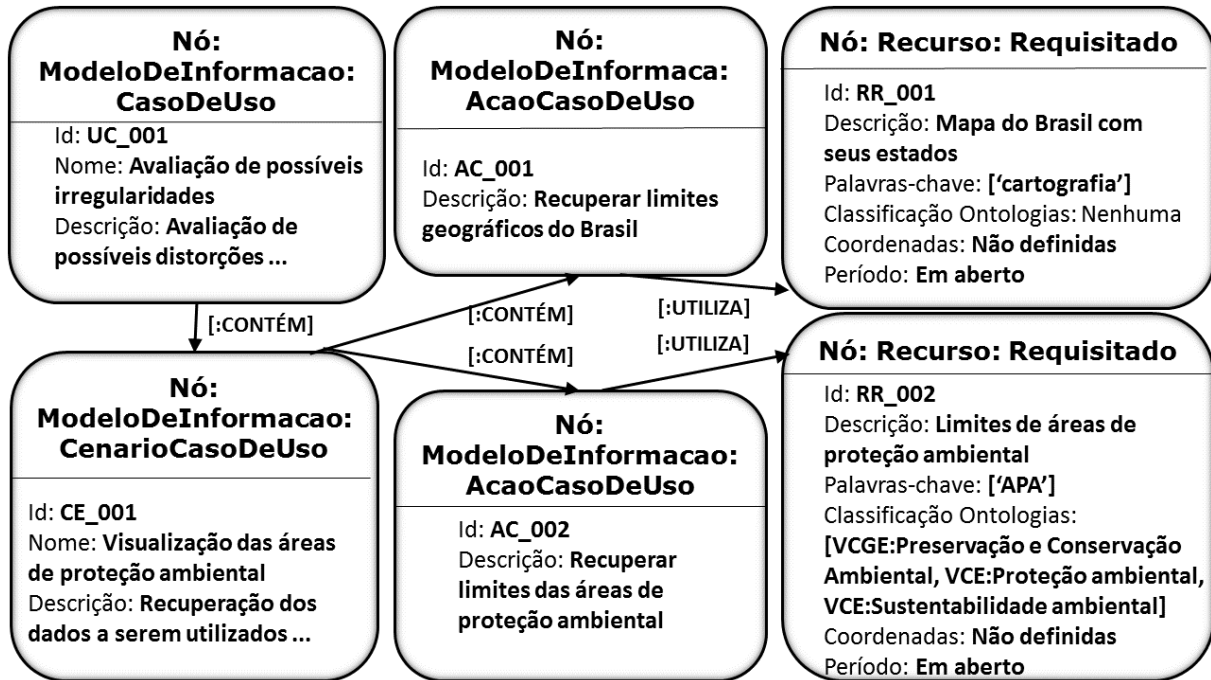 Nó:
ModeloDeInformacao:
CasoDeUso
Id: UC_001
Nome: Avaliação de possíveis
irregularidades
Descrição: Avaliação de
possíveis distorções ...
Nó:
ModeloDeInformaca:
AcaoCasoDeUso
Id: AC_001
Descrição: Recuperar limites
geográficos do Brasil
Nó: Recurso: Requisitado
Id: RR_001
Descrição: Mapa do Brasil com
seus estados
Palavras-chave: [‘cartografia’]
Classificação Ontologias: Nenhuma
Coordenadas: Não definidas
Período: Em aberto
[:CONTÉM]
[:CONTÉM]
[:UTILIZA]
[:CONTÉM]
[:UTILIZA]
Nó:
ModeloDeInformacao:
CenarioCasoDeUso
Id: CE_001
Nome: Visualização das áreas
de proteção ambiental
Descrição: Recuperação dos
dados a serem utilizados ...
Nó:
ModeloDeInformacao:
AcaoCasoDeUso
Id: AC_002
Descrição: Recuperar
limites das áreas de
proteção ambiental
Nó: Recurso: Requisitado
Id: RR_002
Descrição: Limites de áreas de
proteção ambiental
Palavras-chave: [‘APA’]
Classificação Ontologias:
[VCGE:Preservação e Conservação
Ambiental, VCE:Proteção ambiental,
VCE:Sustentabilidade ambiental]
Coordenadas: Não definidas
Período: Em aberto